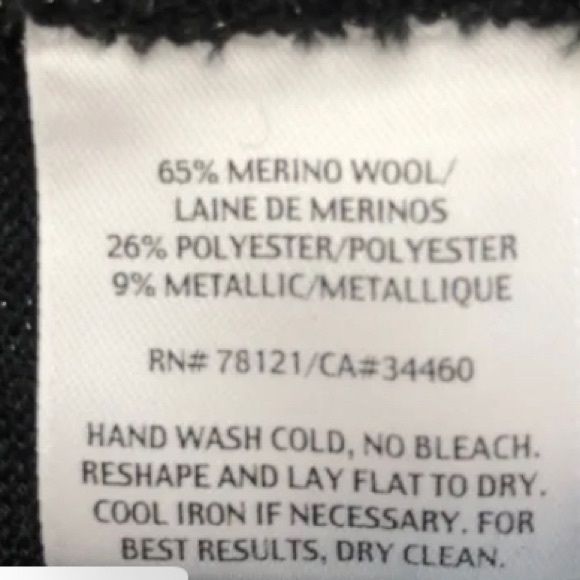 65% MERINO WOOL/
LAINE DE MERINOS
26% POLYESTER/POLYESTER
9% METALLIC/METALLIQUE
RN# 78121/CA#34460
HAND WASH COLD, NO BLEACH.
RESHAPE AND LAY FLAT TO DRY.
COOL IRON IF NECESSARY. FOR
BEST RESULTS, DRY CLEAN.